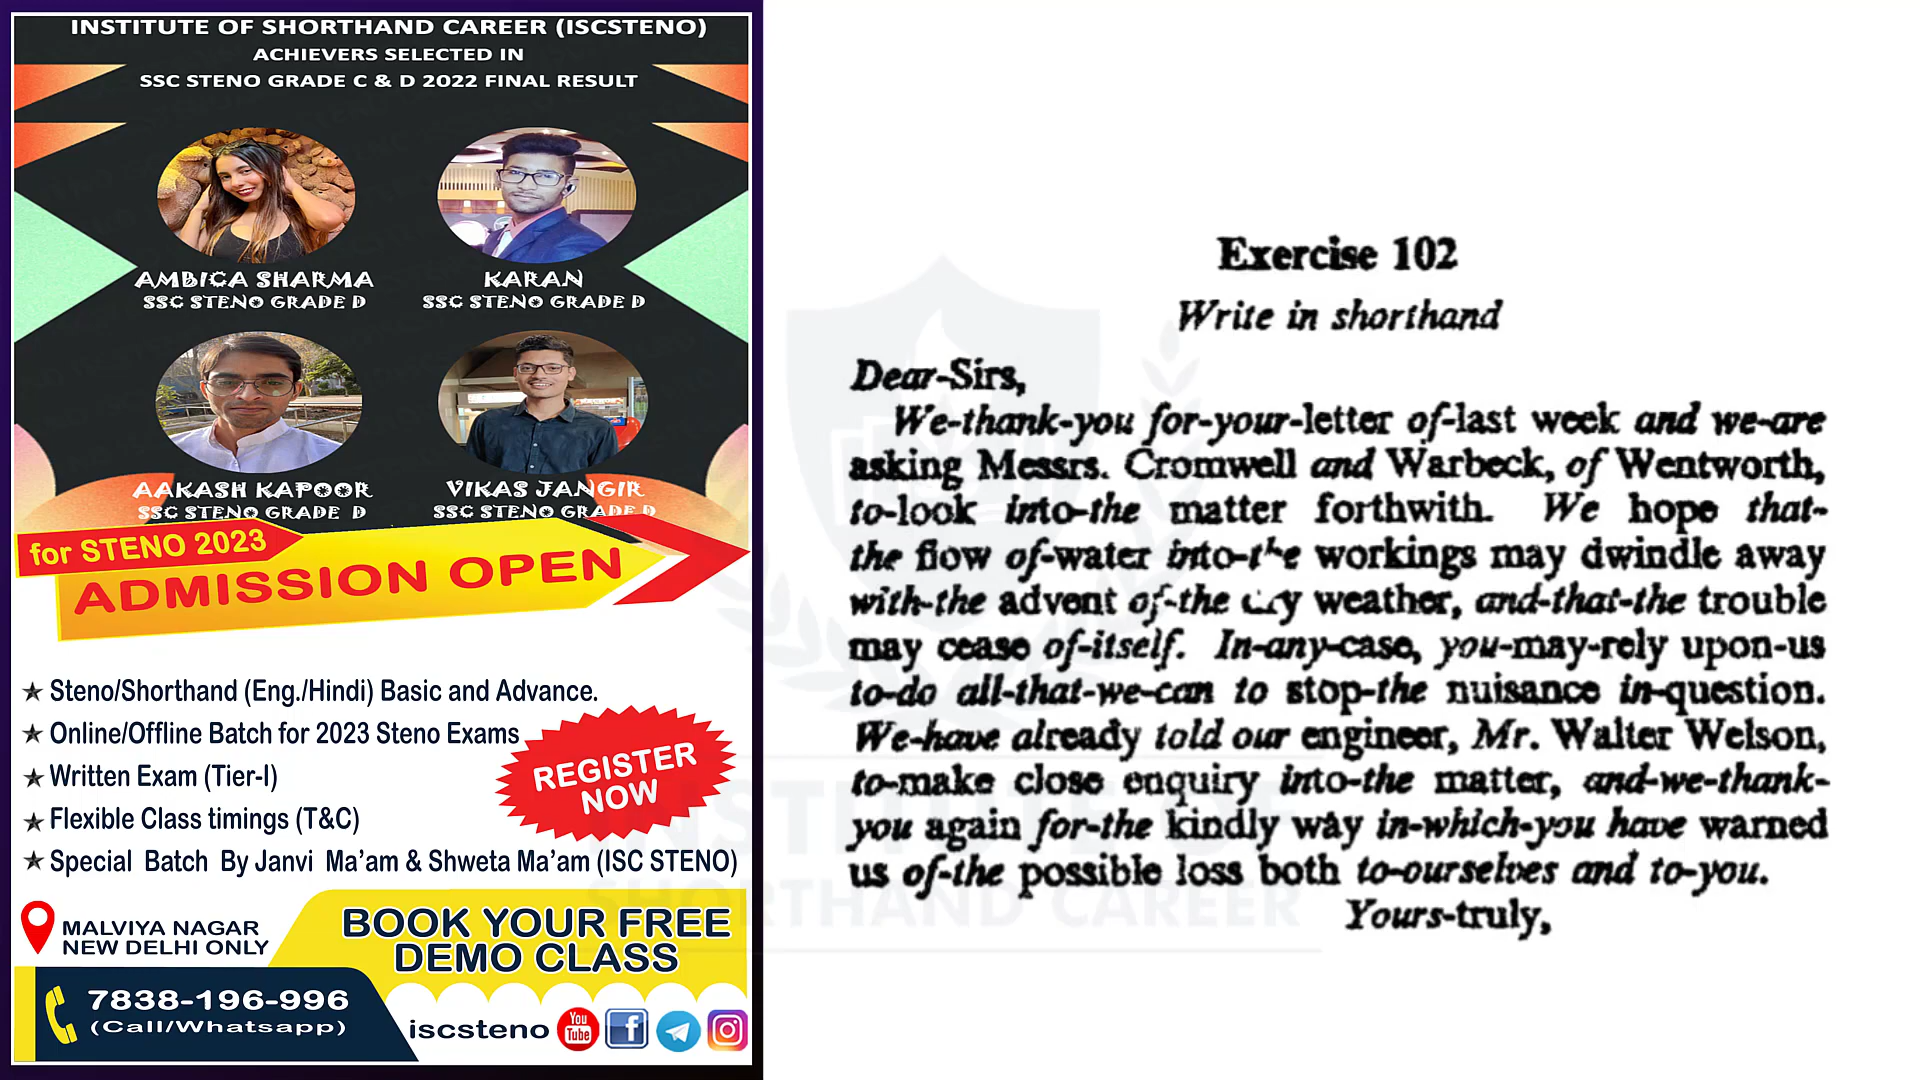 INSTITUTE OF SHORTHAND CAREER (ISCSTENO)
ACHIEVERS SELECTED IN
SSC STENO GRADE C & D 2022 FINAL RESULT
AMBICA SHARMA
SSC STENO GRADE D
KARAN
SSC STENO GRADE D
AAKASH KAPOOR
SSC STENO GRADE D
VIKAS JANGIR
SSC STENO GRADE D
for STENO 2023
ADMISSION OPEN
★ Steno/Shorthand (Eng./Hindi) Basic and Advance.
★ Online/Offline Batch for 2023 Steno Exams
★ Written Exam (Tier-I)
★ Flexible Class timings (T&C)
★ Special Batch By Janvi Ma’am & Shweta Ma’am (ISC STENO)
REGISTER
NOW
MALVIYA NAGAR
NEW DELHI ONLY
BOOK YOUR FREE
DEMO CLASS
7838-196-996
(Call/Whatsapp)
iscsteno
You
Tube
Exercise 102
Write in shorthand
Dear-Sirs,
We-thank-you for-your-letter of-last week and we-are
asking Messrs. Cromwell and Warbeck, of Wentworth,
to-look into-the matter forthwith. We hope that-
the flow of-water into-the workings may dwindle away
with-the advent of-the dry weather, and-that-the trouble
may cease of-itself. In-any-case, you-may-rely upon-us
to-do all-that-we-can to stop-the nuisance in-question.
We-have already told our engineer, Mr. Walter Welson,
to-make close enquiry into-the matter, and-we-thank-
you again for-the kindly way in-which-you have warned
us of-the possible loss both to-ourselves and to-you.
Yours-truly,
INSTITUTE OF
SHORTHAND CAREER